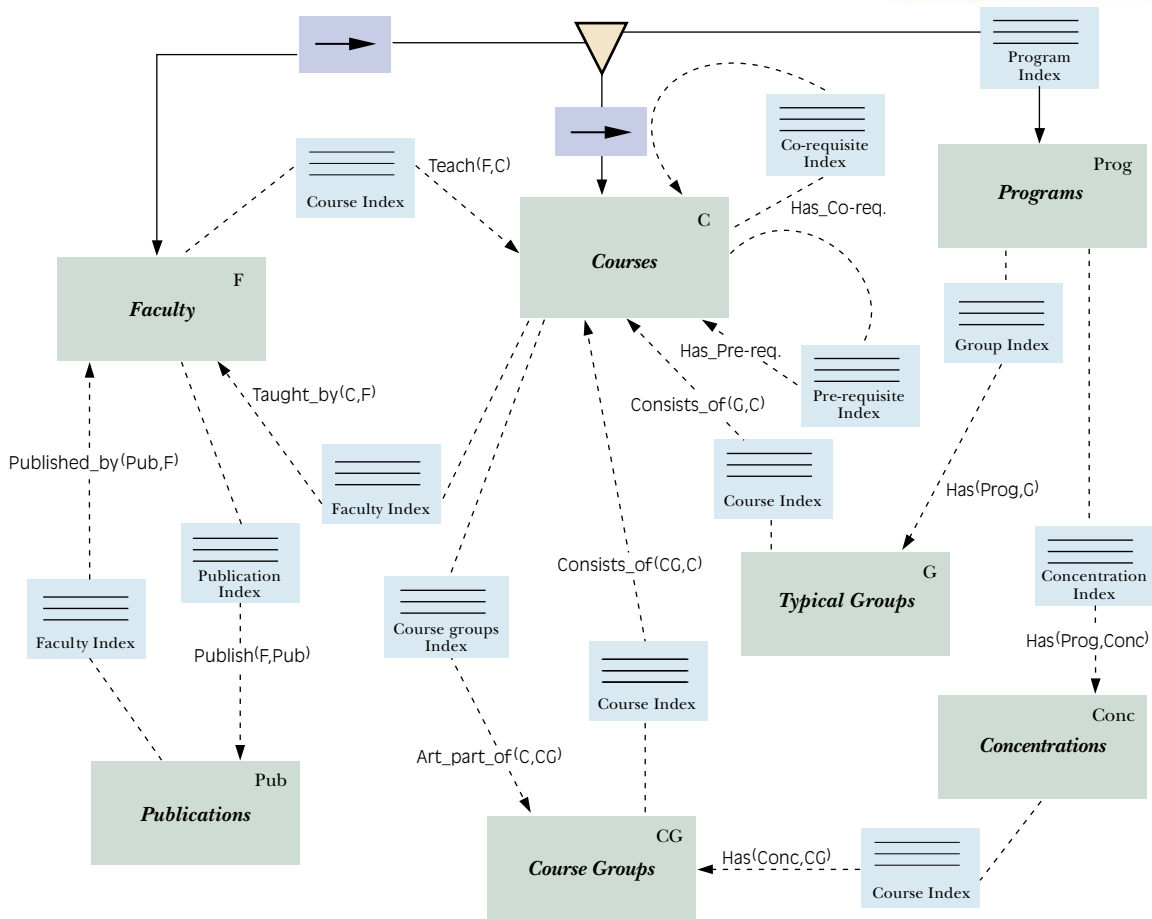 Program
Index
Co-requisite
Index
Prog
Programs
Teach(F,C)
Course Index
Has_Co-req.
C
Courses
F
Faculty
Group Index
Has_Pre-req.
Pre-requisite
Index
Taught_by(C,F)
Consists_of(G,C)
Published_by(Pub,F)
Faculty Index
Course Index
Has(Prog,G)
Publication
Index
Consists_of(CG,C)
G
Typical Groups
Concentration
Index
Faculty Index
Course groups
Index
Publish(F,Pub)
Has(Prog,Conc)
Course Index
Conc
Concentrations
Art_part_of(C,CG)
Pub
Publications
CG
Course Groups
Has(Conc,CG)
Course Index